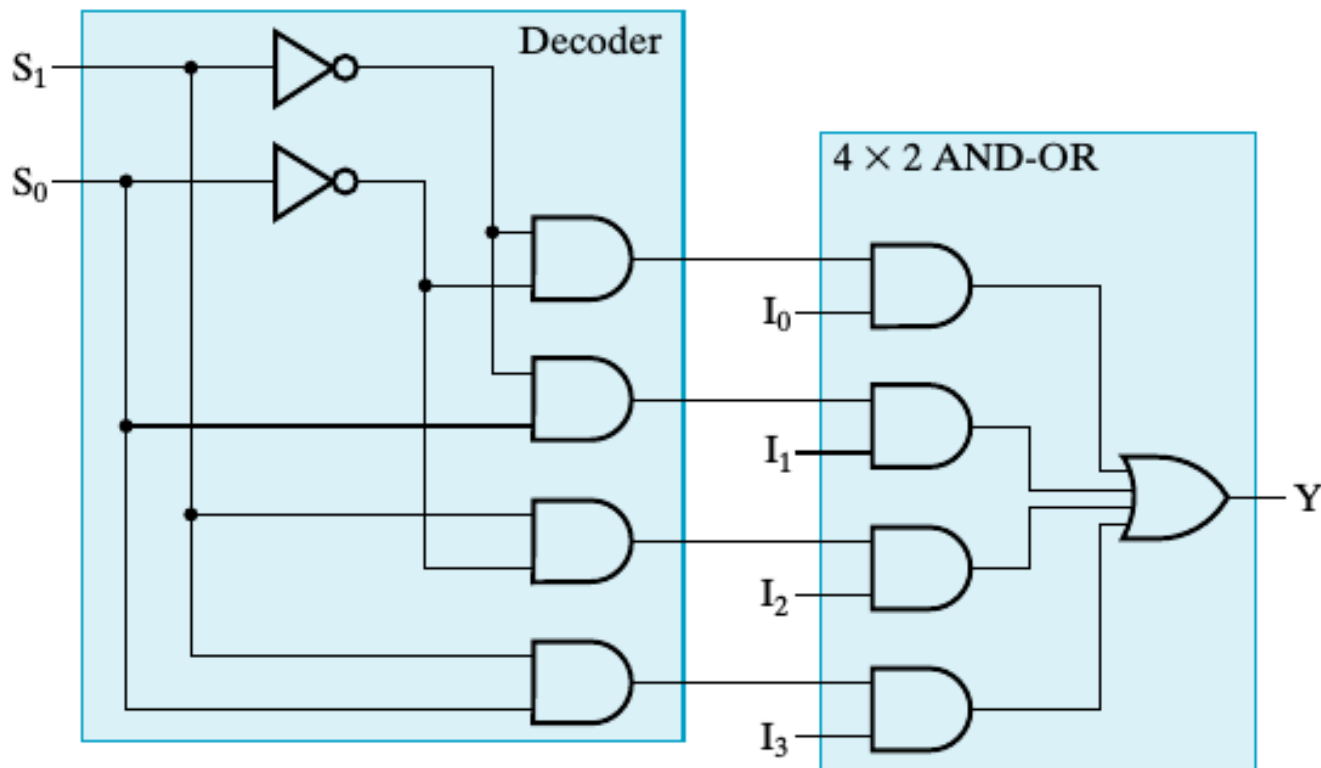 Decoder
S₁
S₀
4 × 2 AND-OR
I₀
I₁
Y
I₂
I₃